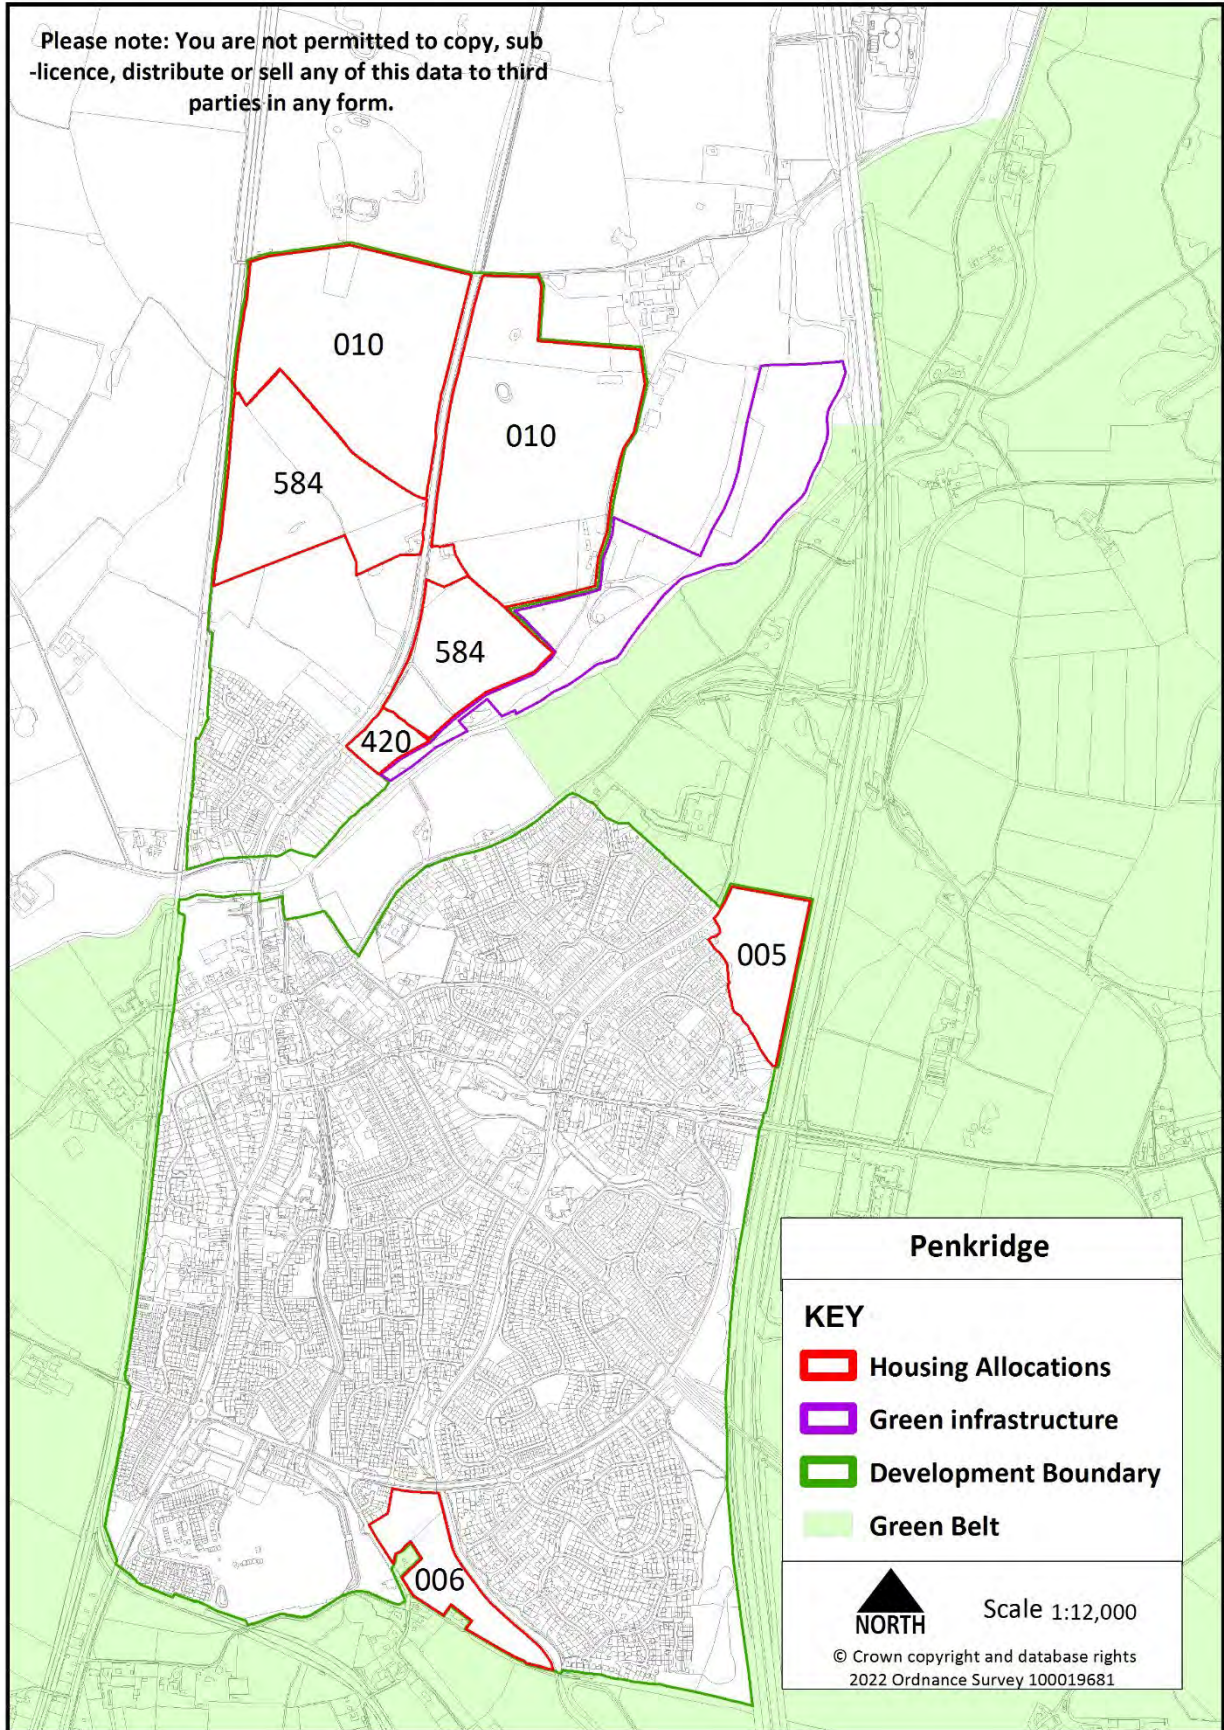 Please note: You are not permitted to copy, sub
-licence, distribute or sell any of this data to third
parties in any form.
010
010
584
584
420
005
006
Penkridge
KEY
Housing Allocations
Green infrastructure
Development Boundary
Green Belt
NORTH
Scale 1:12,000
© Crown copyright and database rights
2022 Ordnance Survey 100019681